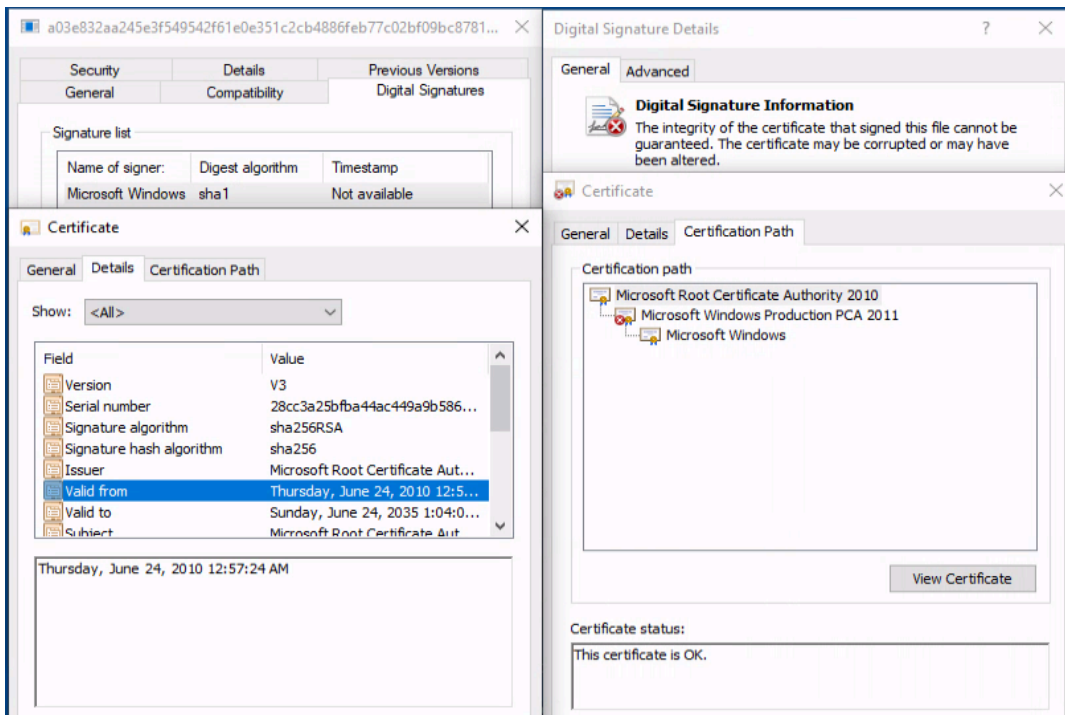 a03e832aa245e3f549542f61e0e351c2cb4886feb77c02bf09bc8781...
Security Details Previous Versions
General Compatibility Digital Signatures
Signature list
Name of signer: Digest algorithm Timestamp
Microsoft Windows sha1 Not available
Certificate
General Details Certification Path
Show: <All>
Field Value
Version V3
Serial number 28cc3a25bfba44ac449a9b586...
Signature algorithm sha256RSA
Signature hash algorithm sha256
Issuer Microsoft Root Certificate Aut...
Valid from Thursday, June 24, 2010 12:5...
Valid to Sunday, June 24, 2035 1:04:0...
Subject Microsoft Root Certificate Aut
Thursday, June 24, 2010 12:57:24 AM
Digital Signature Details ?
General Advanced
Digital Signature Information
The integrity of the certificate that signed this file cannot be
guaranteed. The certificate may be corrupted or may have
been altered.
Certificate
General Details Certification Path
Certification path
Microsoft Root Certificate Authority 2010
Microsoft Windows Production PCA 2011
Microsoft Windows
View Certificate
Certificate status:
This certificate is OK.